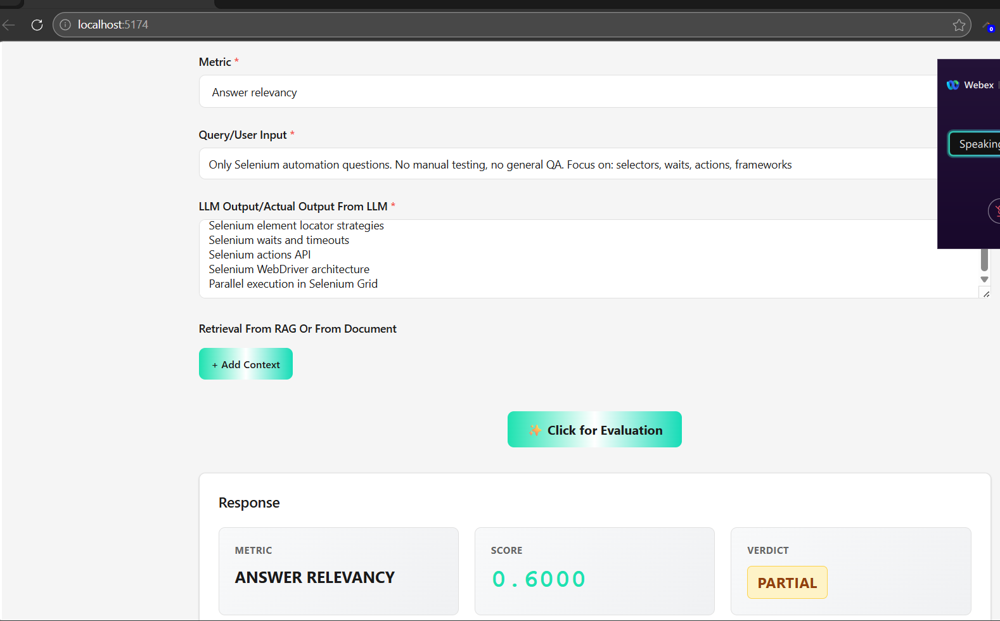 localhost:5174
0
Metric *
Answer relevancy
Webex
Query/User Input *
Speaking
Only Selenium automation questions. No manual testing, no general QA. Focus on: selectors, waits, actions, frameworks
LLM Output/Actual Output From LLM *
Selenium element locator strategies
Selenium waits and timeouts
Selenium actions API
Selenium WebDriver architecture
Parallel execution in Selenium Grid
Retrieval From RAG Or From Document
+ Add Context
✨ Click for Evaluation
Response
METRIC
ANSWER RELEVANCY
SCORE
0.6000
VERDICT
PARTIAL